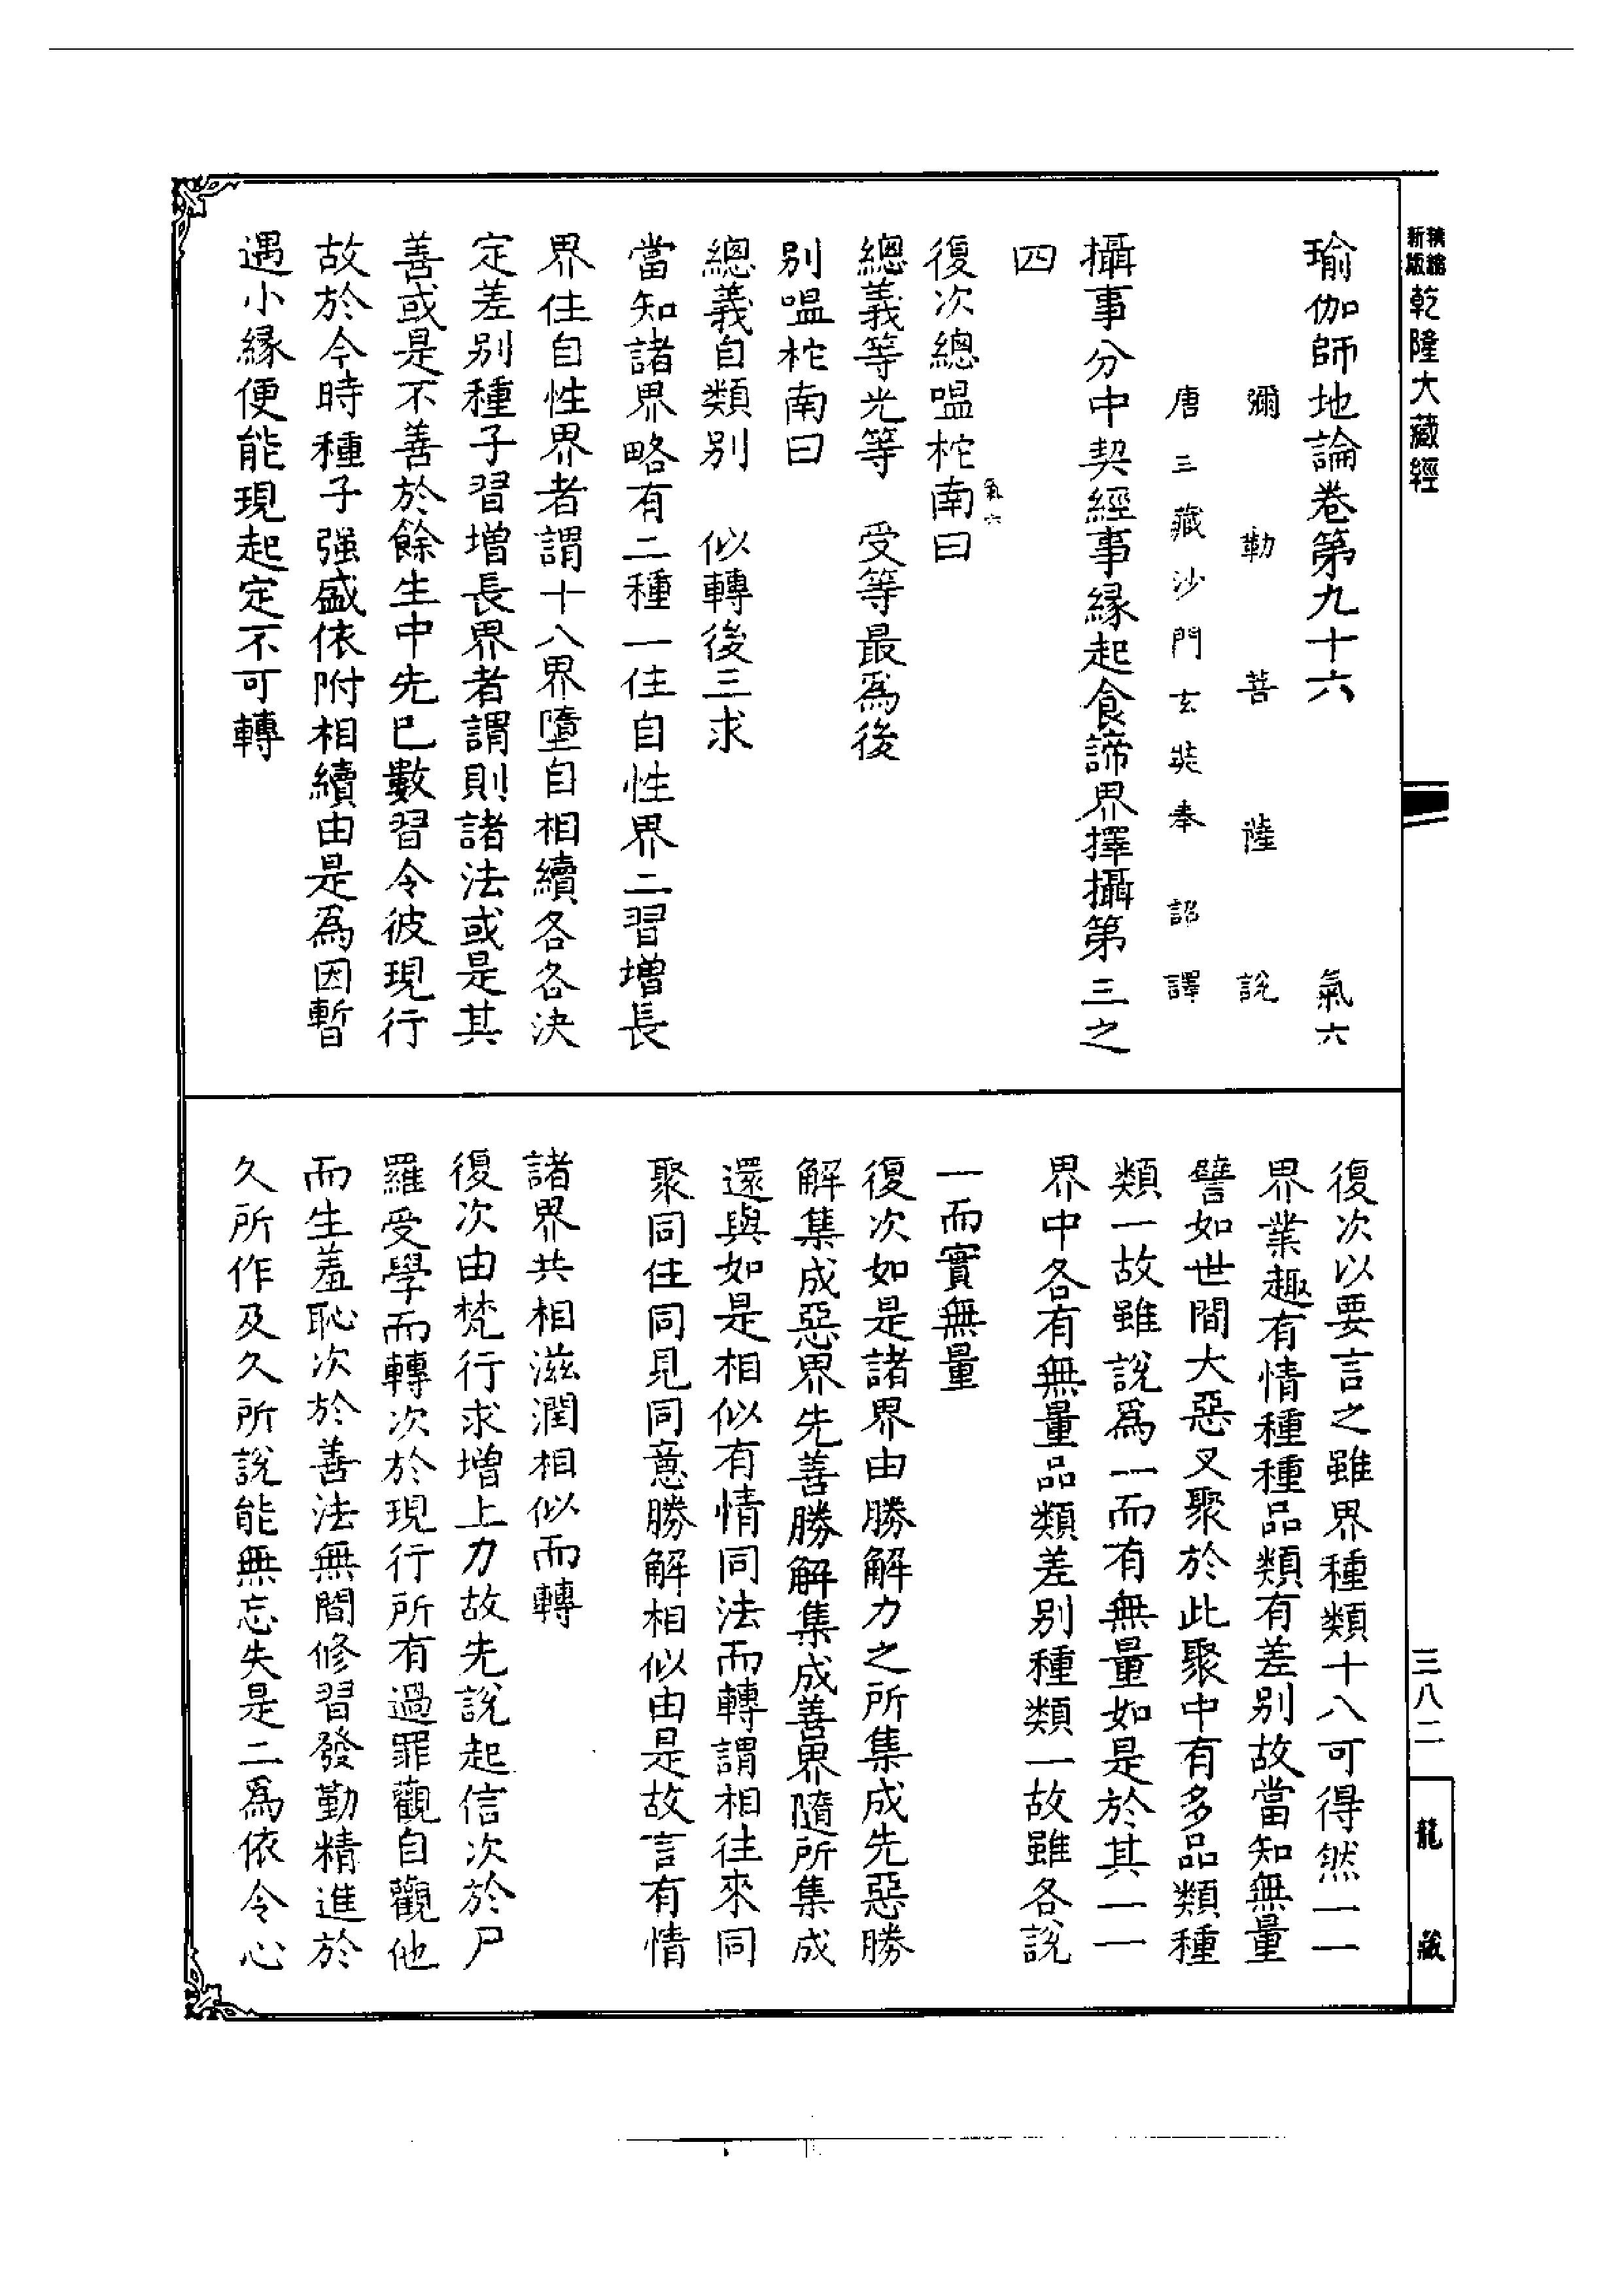 新版精縮
乾隆大藏經
瑜伽師地論卷第九十六 氣六
彌勒菩薩說
唐三藏沙門玄奘奉詔譯
攝事分中契經事緣起食諦界擇攝第三之
四
氣六
復次總嗢柁南曰
總義等光等 受等最爲後
別嗢柁南曰
總義自類別 似轉後三求
當知諸界略有二種一住自性界二習增長
界住自性界者謂十八界墮自相續各各決
定差別種子習增長界者謂則諸法或是其
善或是不善於餘生中先已數習令彼現行
故於今時種子强盛依附相續由是爲因暫
遇小緣便能現起定不可轉
復次以要言之雖界種類十八可得然一一
界業趣有情種種品類有差別故當知無量
譬如世間大惡叉聚於此聚中有多品類種
類一故雖說爲一而有無量如是於其一一
界中各有無量品類差別種類一故雖各說
一而實無量
復次如是諸界由勝解力之所集成先惡勝
解集成惡界先善勝解集成善界隨所集成
還與如是相似有情同法而轉謂相往來同
聚同住同見同意勝解相似由是故言有情
諸界共相滋潤相似而轉
復次由梵行求增上力故先說起信次於尸
羅受學而轉次於現行所有過罪觀自觀他
而生羞恥次於善法無間修習發勤精進於
久所作及久所說能無忘失是二爲依令心
三八二
龍藏